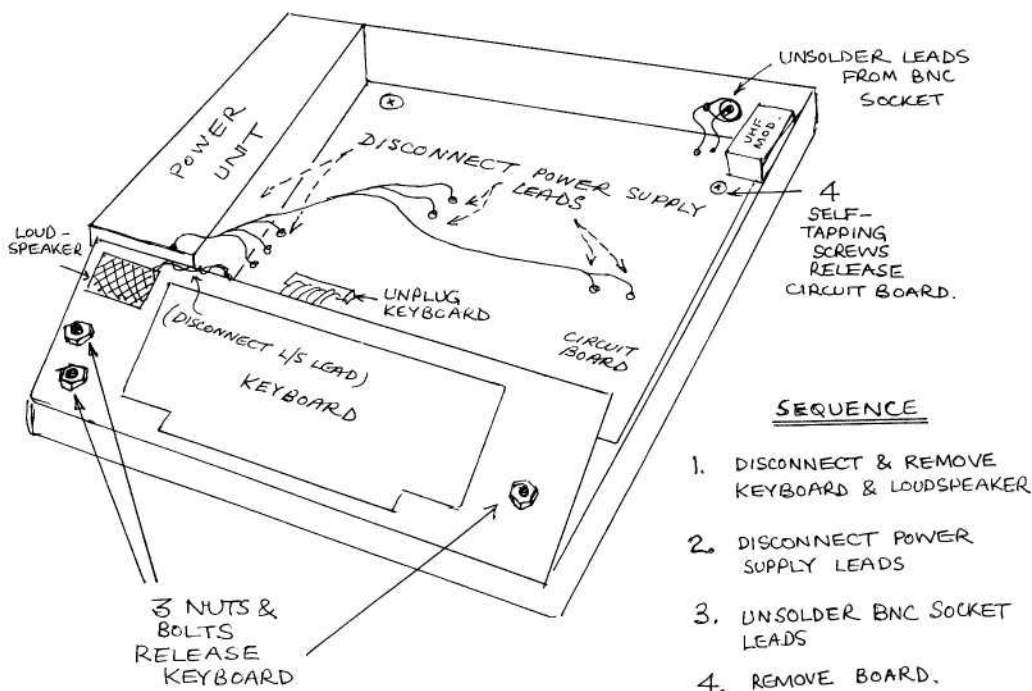 UNSOLDER LEADS
FROM BNC
SOCKET
UHF
MOD.
POWER
UNIT
DISCONNECT POWER SUPPLY
LEADS
4
SELF-
TAPPING
SCREWS
RELEASE
CIRCUIT BOARD.
LOUD-
SPEAKER
UNPLUG
KEYBOARD
(DISCONNECT L/S LEAD)
KEYBOARD
CIRCUIT
BOARD
3 NUTS &
BOLTS
RELEASE
KEYBOARD
SEQUENCE
1. DISCONNECT & REMOVE
KEYBOARD & LOUDSPEAKER
2. DISCONNECT POWER
SUPPLY LEADS
3. UNSOLDER BNC SOCKET
LEADS
4. REMOVE BOARD.